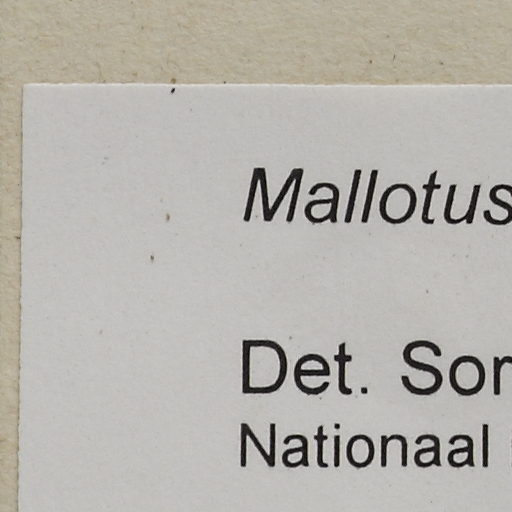 Mallotus
Det. Sor
Nationaal